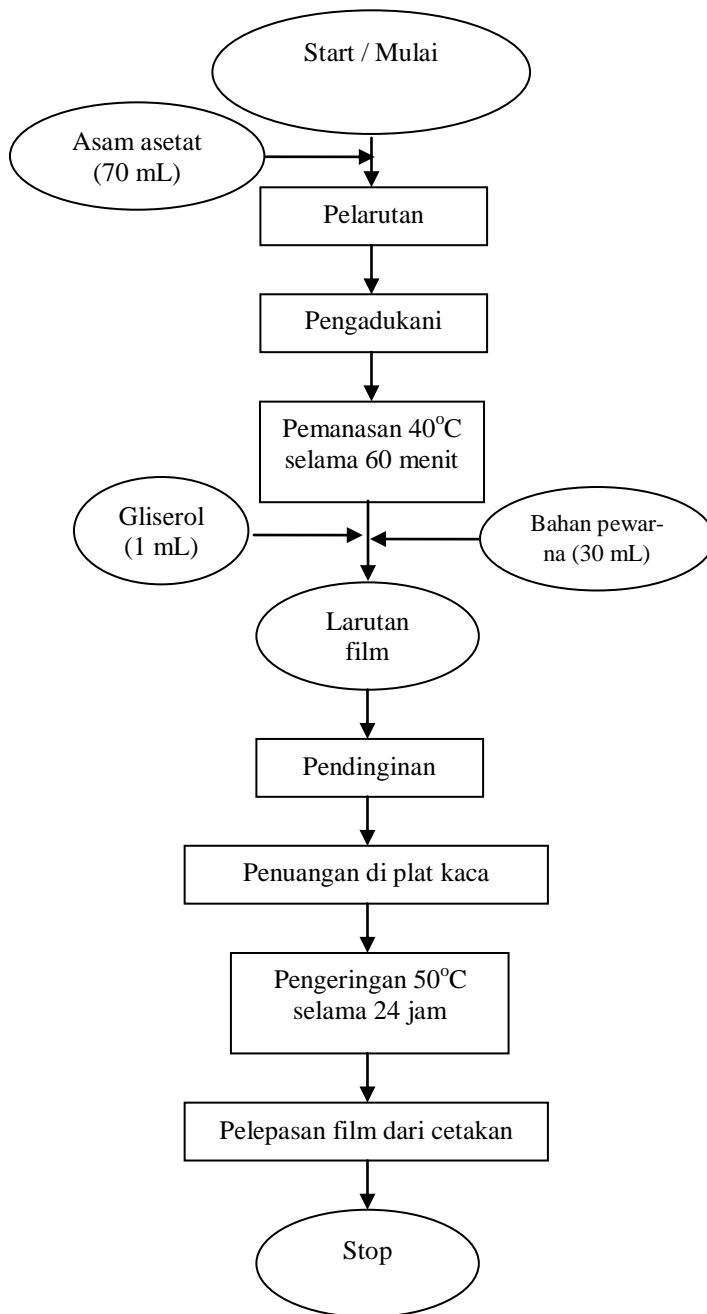 Start / Mulai
Asam asetat
(70 mL)
Pelarutan
Pengadukani
Pemanasan 40°C
selama 60 menit
Gliserol
(1 mL)
Bahan pewar-
na (30 mL)
Larutan
film
Pendinginan
Penuangan di plat kaca
Pengeringan 50°C
selama 24 jam
Pelepasan film dari cetakan
Stop